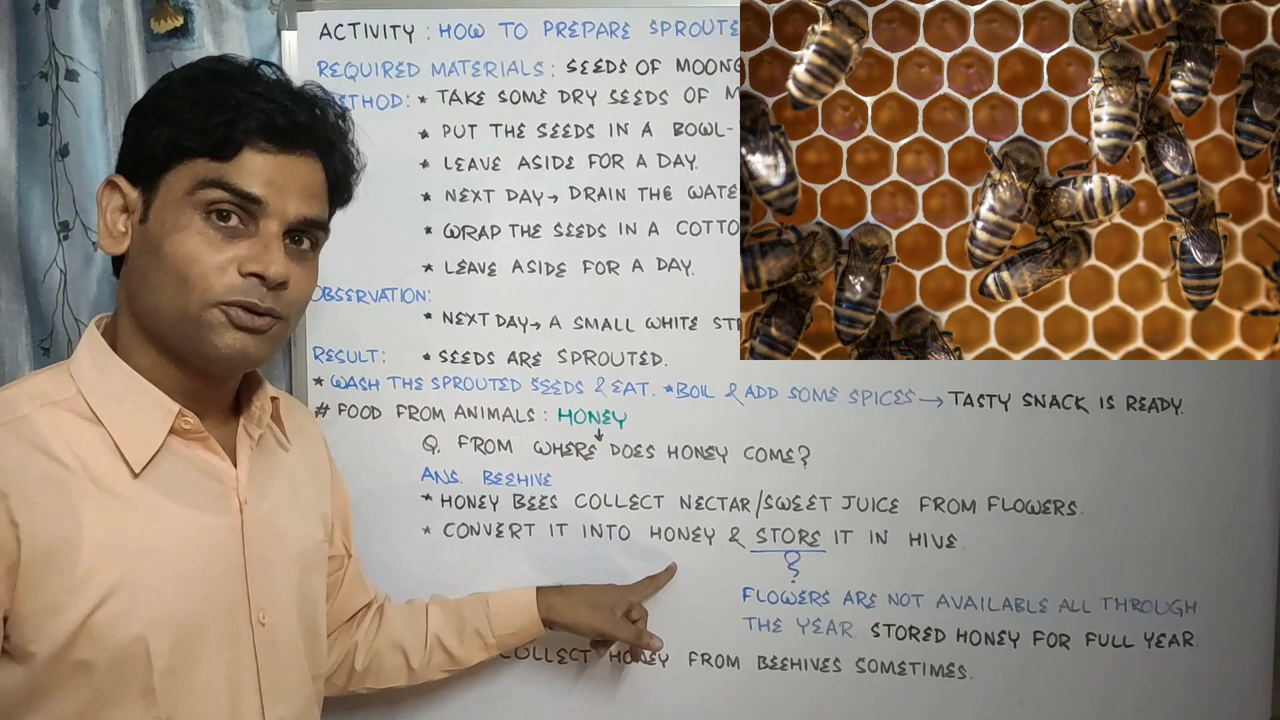 ACTIVITY : HOW TO PREPARE SPROUTE
REQUIRED MATERIALS : SEEDS OF MOONG
METHOD: * TAKE SOME DRY SEEDS OF M
* PUT THE SEEDS IN A BOWL-
* LEAVE ASIDE FOR A DAY.
* NEXT DAY → DRAIN THE WATE
* WRAP THE SEEDS IN A COTTO
* LEAVE ASIDE FOR A DAY.
OBSERVATION:
* NEXT DAY → A SMALL WHITE STR
RESULT: * SEEDS ARE SPROUTED.
* WASH THE SPROUTED SEEDS & EAT. * BOIL & ADD SOME SPICES → TASTY SNACK IS READY.
# FOOD FROM ANIMALS : HONEY
Q. FROM WHERE DOES HONEY COME?
ANS. BEEHIVE
* HONEY BEES COLLECT NECTAR/SWEET JUICE FROM FLOWERS.
* CONVERT IT INTO HONEY & STORE IT IN HIVE.
?
FLOWERS ARE NOT AVAILABLE ALL THROUGH
THE YEAR. STORED HONEY FOR FULL YEAR.
COLLECT HONEY FROM BEEHIVES SOMETIMES.